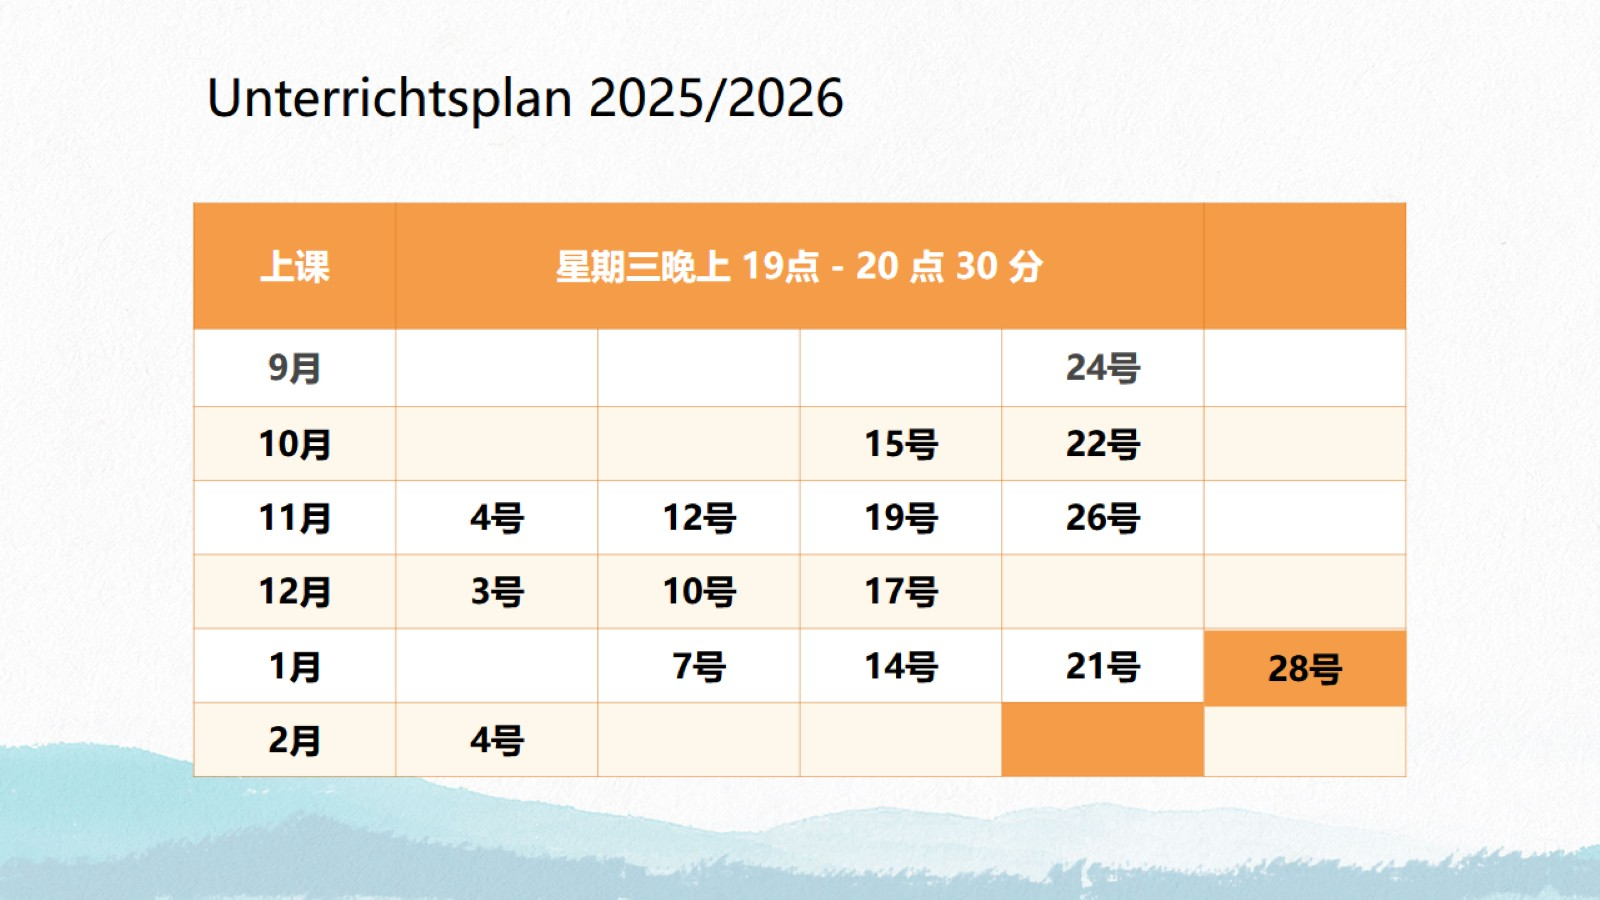 Unterrichtsplan 2025/2026
上课 星期三晚上 19点 - 20 点 30 分
9月 24号
10月 15号 22号
11月 4号 12号 19号 26号
12月 3号 10号 17号
1月 7号 14号 21号 28号
2月 4号